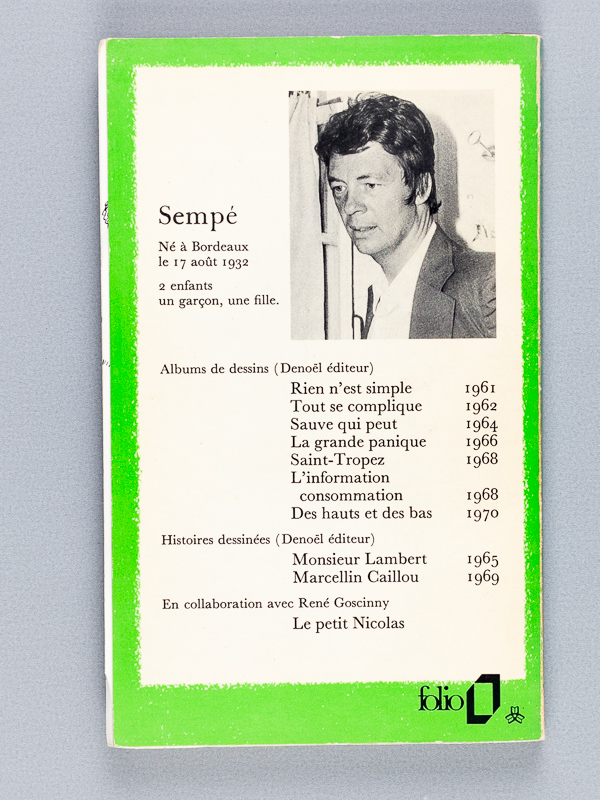 Sempé
Né à Bordeaux
le 17 août 1932
2 enfants
un garçon, une fille.
Albums de dessins (Denoël éditeur)
Rien n'est simple 1961
Tout se complique 1962
Sauve qui peut 1964
La grande panique 1966
Saint-Tropez 1968
L'information
consommation 1968
Des hauts et des bas 1970
Histoires dessinées (Denoël éditeur)
Monsieur Lambert 1965
Marcellin Caillou 1969
En collaboration avec René Goscinny
Le petit Nicolas
folio